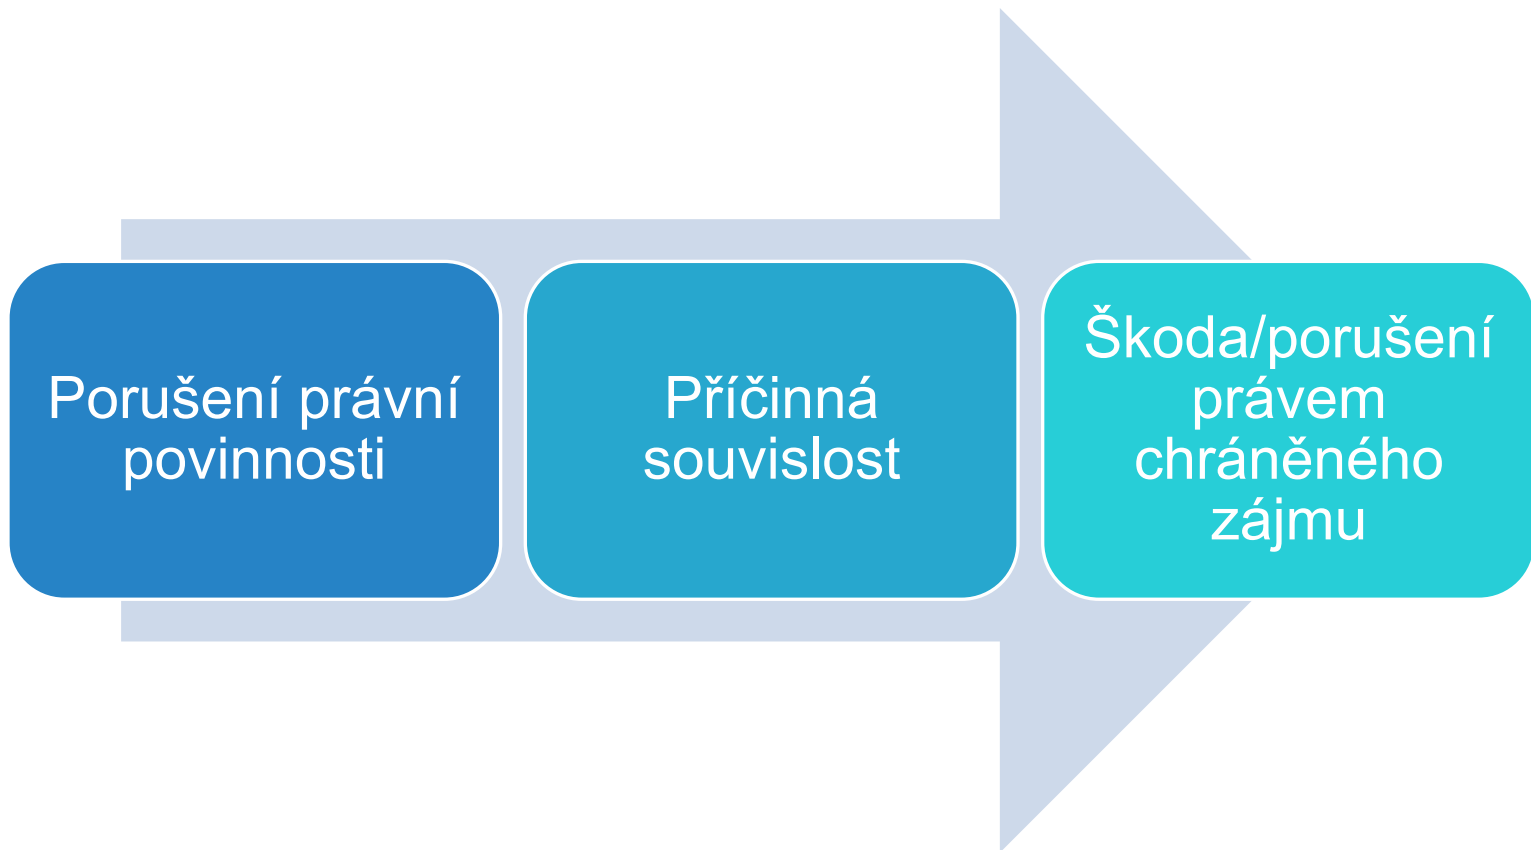 Porušení právní
povinnosti
Příčinná
souvislost
Škoda/porušení
právem
chráněného
zájmu